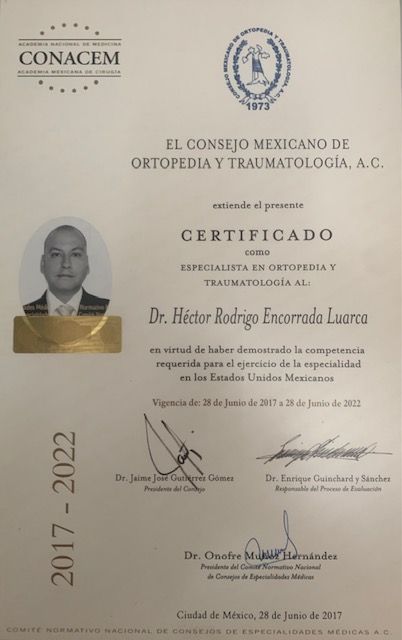 ACADEMIA NACIONAL DE MEDICINA
CONACEM
ACADEMIA MEXICANA DE CIRUGÍA
CONSEJO MEXICANO DE ORTOPEDIA Y TRAUMATOLOGÍA, A.C.
1973
EL CONSEJO MEXICANO DE
ORTOPEDIA Y TRAUMATOLOGÍA, A.C.
extiende el presente
CERTIFICADO
como
ESPECIALISTA EN ORTOPEDIA Y
TRAUMATOLOGÍA AL:
Dr. Héctor Rodrigo Encorrada Luarca
en virtud de haber demostrado la competencia
requerida para el ejercicio de la especialidad
en los Estados Unidos Mexicanos
Vigencia de: 28 de Junio de 2017 a 28 de Junio de 2022
2017 - 2022
Dr. Jaime José Gutiérrez Gómez
Presidente del Consejo
Dr. Enrique Guinchard y Sánchez
Responsable del Proceso de Evaluación
Dr. Onofre Muñoz Hernández
Presidente del Comité Normativo Nacional
de Consejos de Especialidades Médicas
Ciudad de México, 28 de Junio 2017
COMITÉ NORMATIVO NACIONAL DE CONSEJOS DE ESPECIALIDADES MÉDICAS A.C.